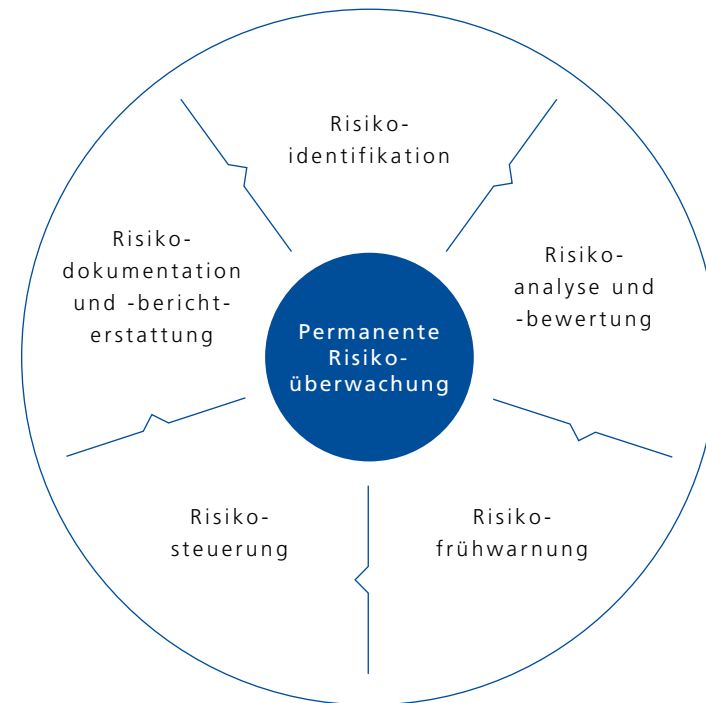 Risiko-
identifikation
Risiko-
analyse und
-bewertung
Risiko-
frühwarnung
Risiko-
steuerung
Risiko-
dokumentation
und -bericht-
erstattung
Permanente
Risiko-
überwachung